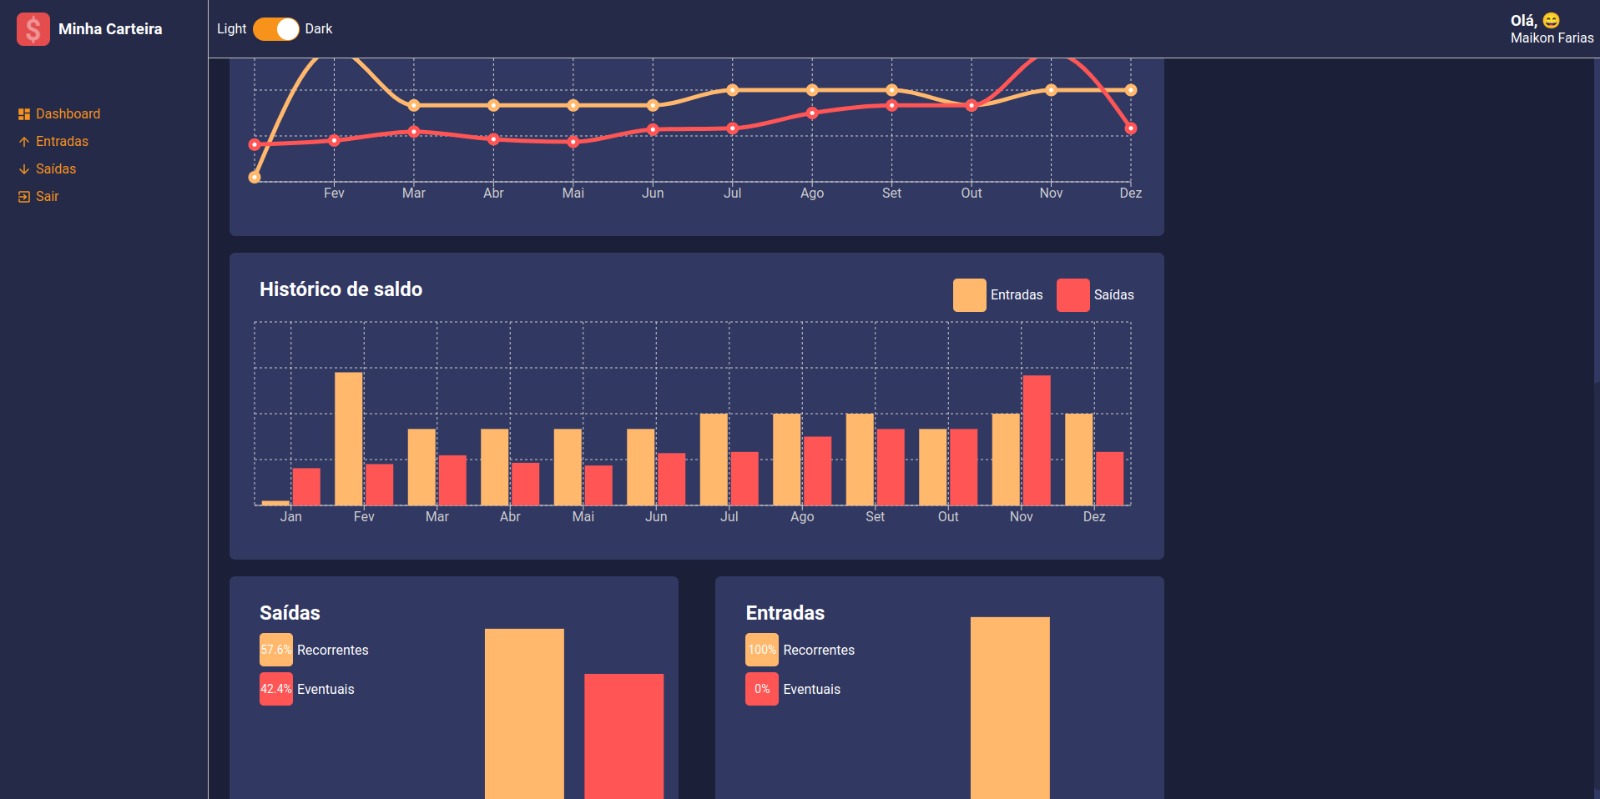 Minha Carteira
Light Dark
Olá, 😄
Maikon Farias
Dashboard
Entradas
Saídas
Sair
Fev Mar Abr Mai Jun Jul Ago Set Out Nov Dez
Histórico de saldo
Entradas Saídas
Jan Fev Mar Abr Mai Jun Jul Ago Set Out Nov Dez
Saídas
57.6% Recorrentes
42.4% Eventuais
Entradas
100% Recorrentes
0% Eventuais